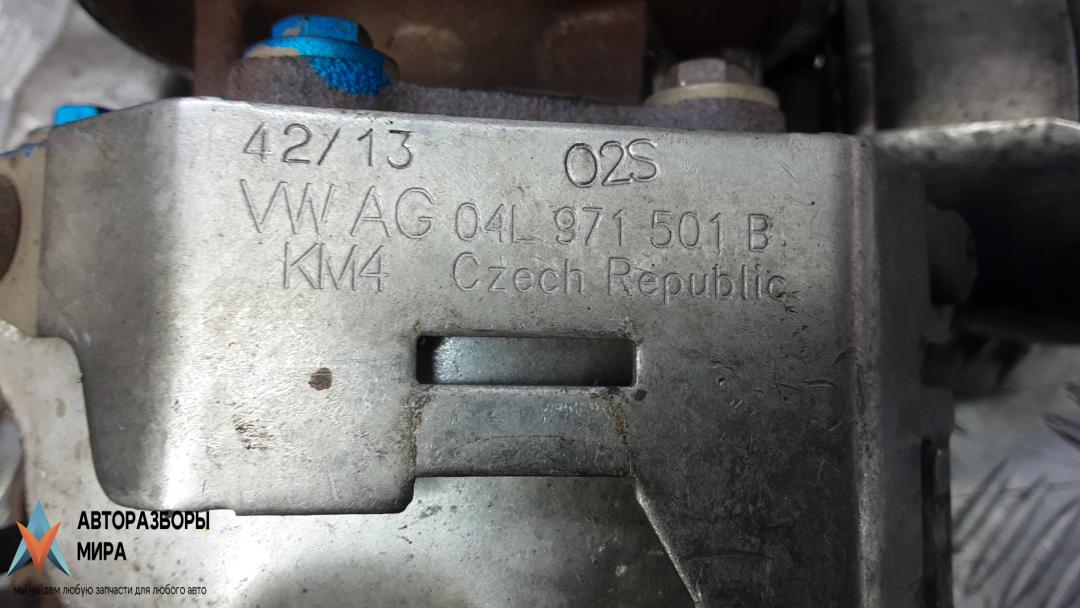 42/13 02S
VW AG 04L 971 501 B
KM4 Czech Republic
АВТОРАЗБОРЫ
МИРА
мы найдем любую запчасти для любого авто